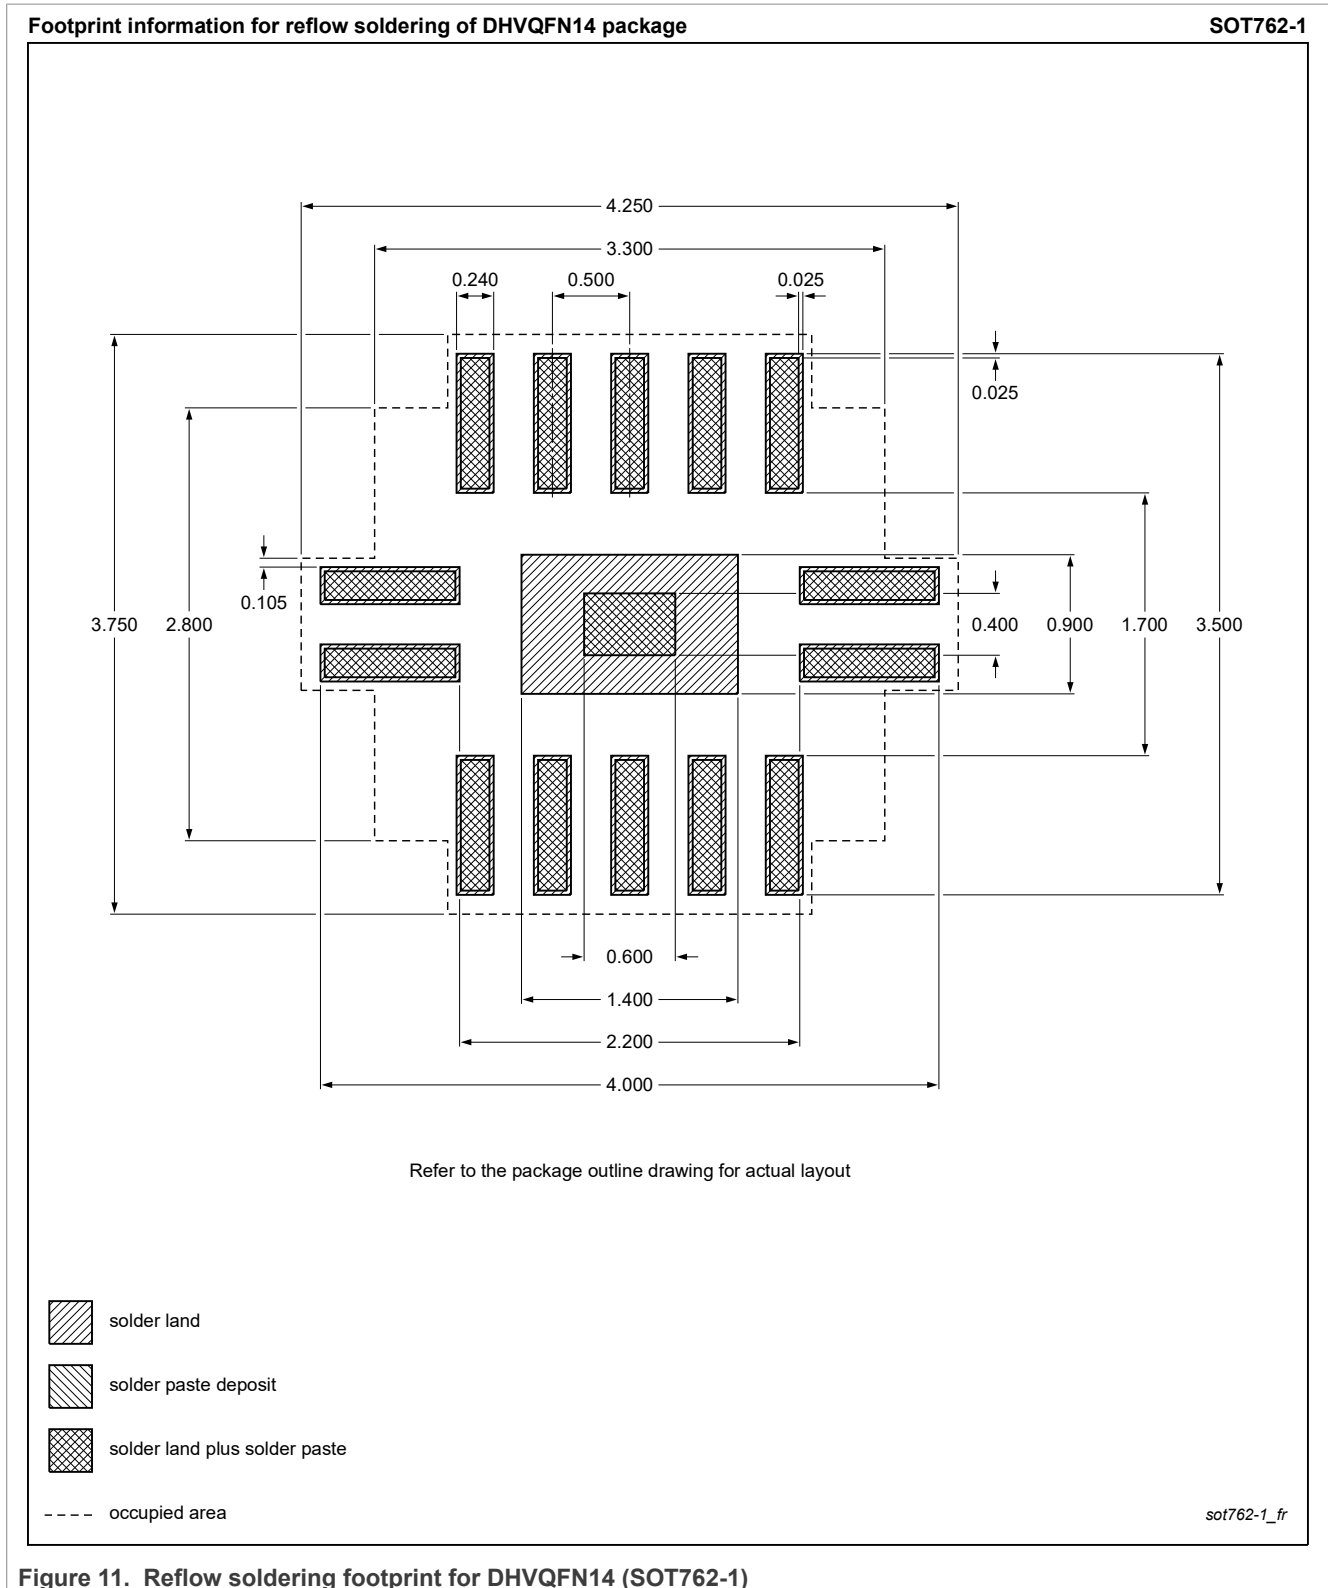 Footprint information for reflow soldering of DHVQFN14 package SOT762-1
4.250
3.300
0.240 0.500 0.025
0.025
0.105
3.750 2.800 0.400 0.900 1.700 3.500
0.600
1.400
2.200
4.000
Refer to the package outline drawing for actual layout
solder land
solder paste deposit
solder land plus solder paste
occupied area
sot762-1_fr
Figure 11. Reflow soldering footprint for DHVQFN14 (SOT762-1)